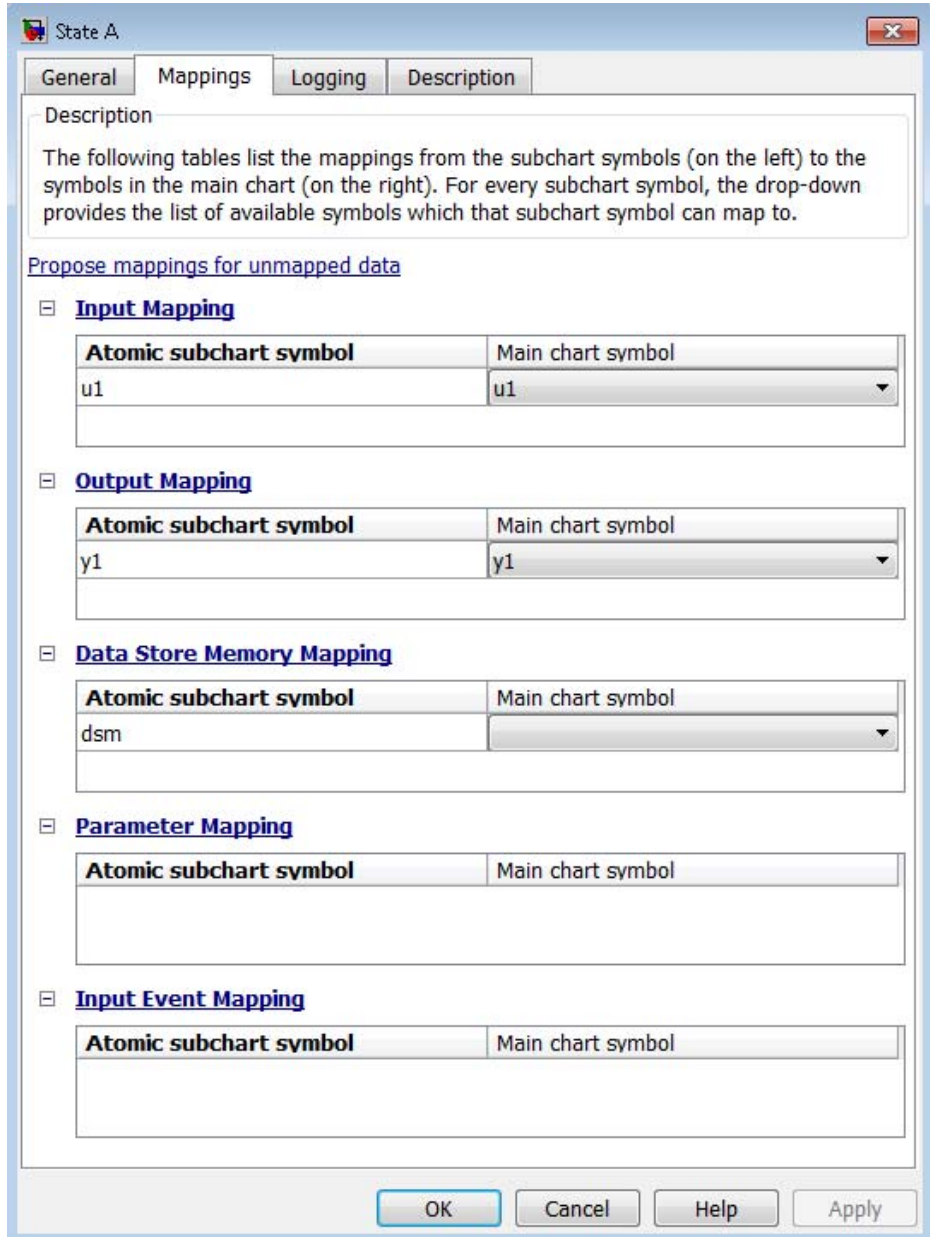 State A
General Mappings Logging Description
Description
The following tables list the mappings from the subchart symbols (on the left) to the
symbols in the main chart (on the right). For every subchart symbol, the drop-down
provides the list of available symbols which that subchart symbol can map to.
Propose mappings for unmapped data
Input Mapping
Atomic subchart symbol Main chart symbol
u1 u1
Output Mapping
Atomic subchart symbol Main chart symbol
y1 y1
Data Store Memory Mapping
Atomic subchart symbol Main chart symbol
dsm
Parameter Mapping
Atomic subchart symbol Main chart symbol
Input Event Mapping
Atomic subchart symbol Main chart symbol
OK Cancel Help Apply